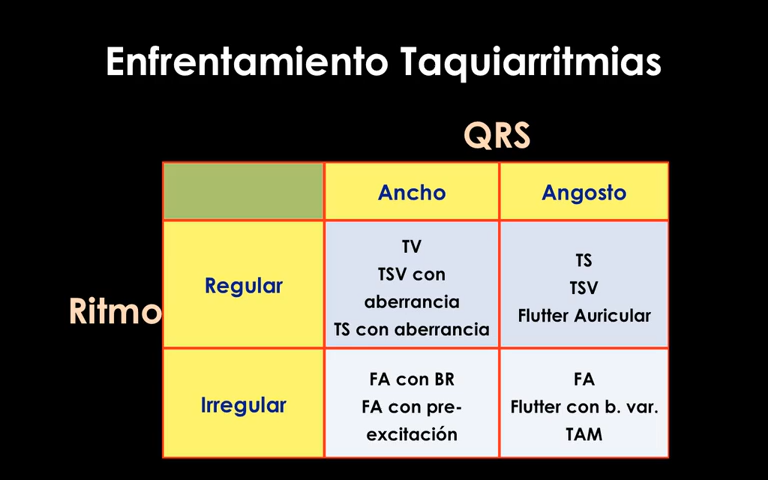 Enfrentamiento Taquiarritmias
QRS
Ancho
Angosto
Ritmo
Regular
TV
TSV con
aberrancia
TS con aberrancia
TS
TSV
Flutter Auricular
Irregular
FA con BR
FA con pre-
excitación
FA
Flutter con b. var.
TAM